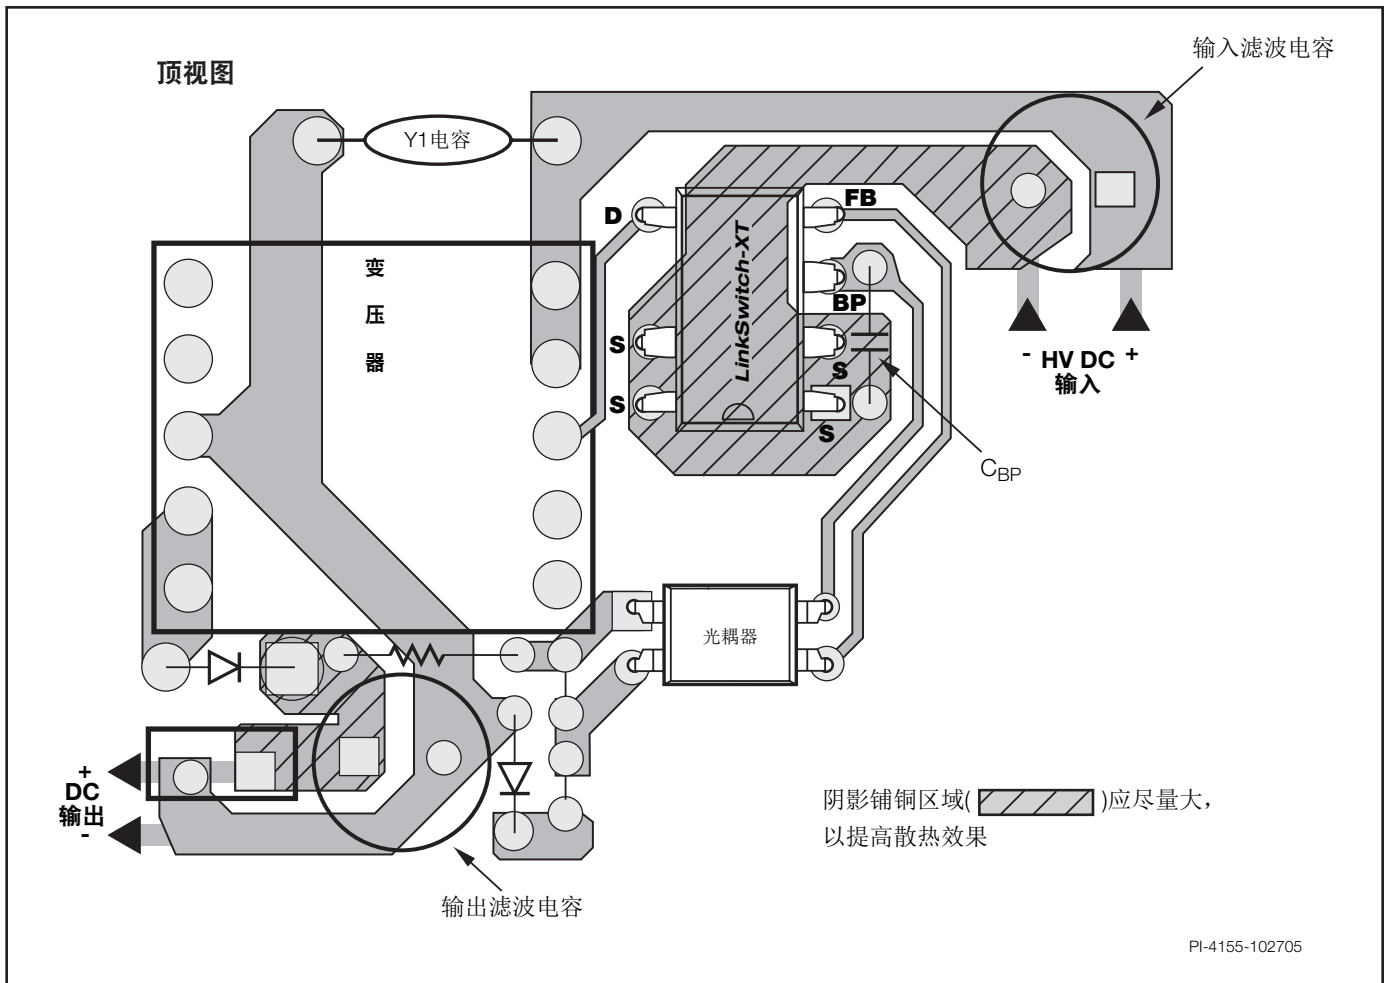 输入滤波电容
顶视图
Y1电容
D
FB
变
压
器
LinkSwitch-XT
BP
S
S
S
S
- HV DC +
输入
CBP
光耦器
+
DC
输出
-
阴影铺铜区域( )应尽量大，
以提高散热效果
输出滤波电容
PI-4155-102705